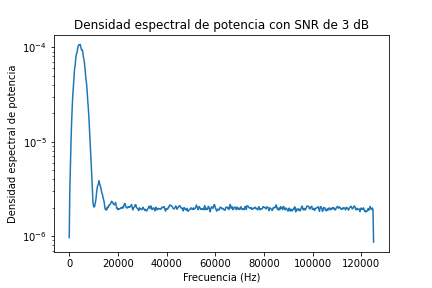 Densidad espectral de potencia con SNR de 3 dB
Densidad espectral de potencia
10⁻⁴
10⁻⁵
10⁻⁶
0 20000 40000 60000 80000 100000 120000
Frecuencia (Hz)